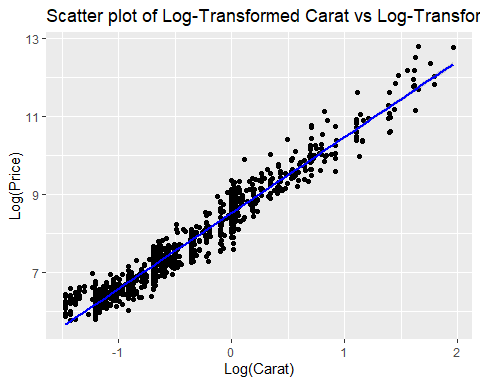 Scatter plot of Log-Transformed Carat vs Log-Transfor
13
11
9
7
Log(Price)
-1
0
1
2
Log(Carat)